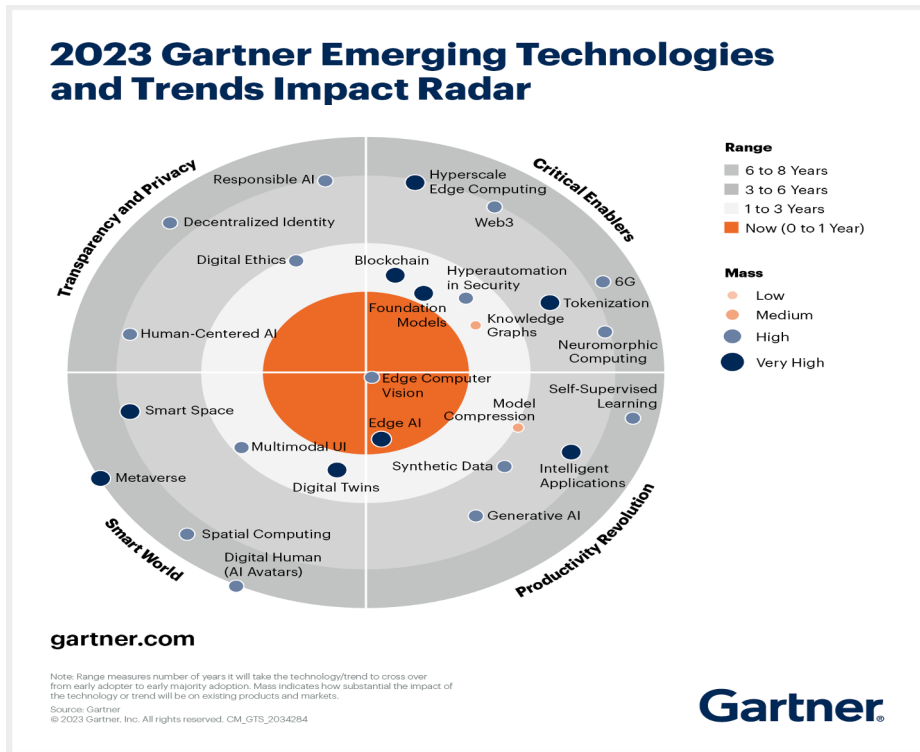 2023 Gartner Emerging Technologies
and Trends Impact Radar
Transparency and Privacy
Critical Enablers
Smart World
Productivity Revolution
Responsible AI
Decentralized Identity
Digital Ethics
Human-Centered AI
Hyperscale
Edge Computing
Web3
Blockchain
Hyperautomation
in Security
6G
Foundation
Models
Tokenization
Knowledge
Graphs
Neuromorphic
Computing
Smart Space
Multimodal UI
Metaverse
Digital Twins
Spatial Computing
Digital Human
(AI Avatars)
Edge Computer
Vision
Self-Supervised
Learning
Model
Compression
Edge AI
Synthetic Data
Intelligent
Applications
Generative AI
Range
6 to 8 Years
3 to 6 Years
1 to 3 Years
Now (0 to 1 Year)
Mass
Low
Medium
High
Very High
gartner.com
Note: Range measures number of years it will take the technology/trend to cross over
from early adopter to early majority adoption. Mass indicates how substantial the impact of
the technology or trend will be on existing products and markets.
Source: Gartner
© 2023 Gartner, Inc. All rights reserved. CM_GTS_2034284
Gartner®